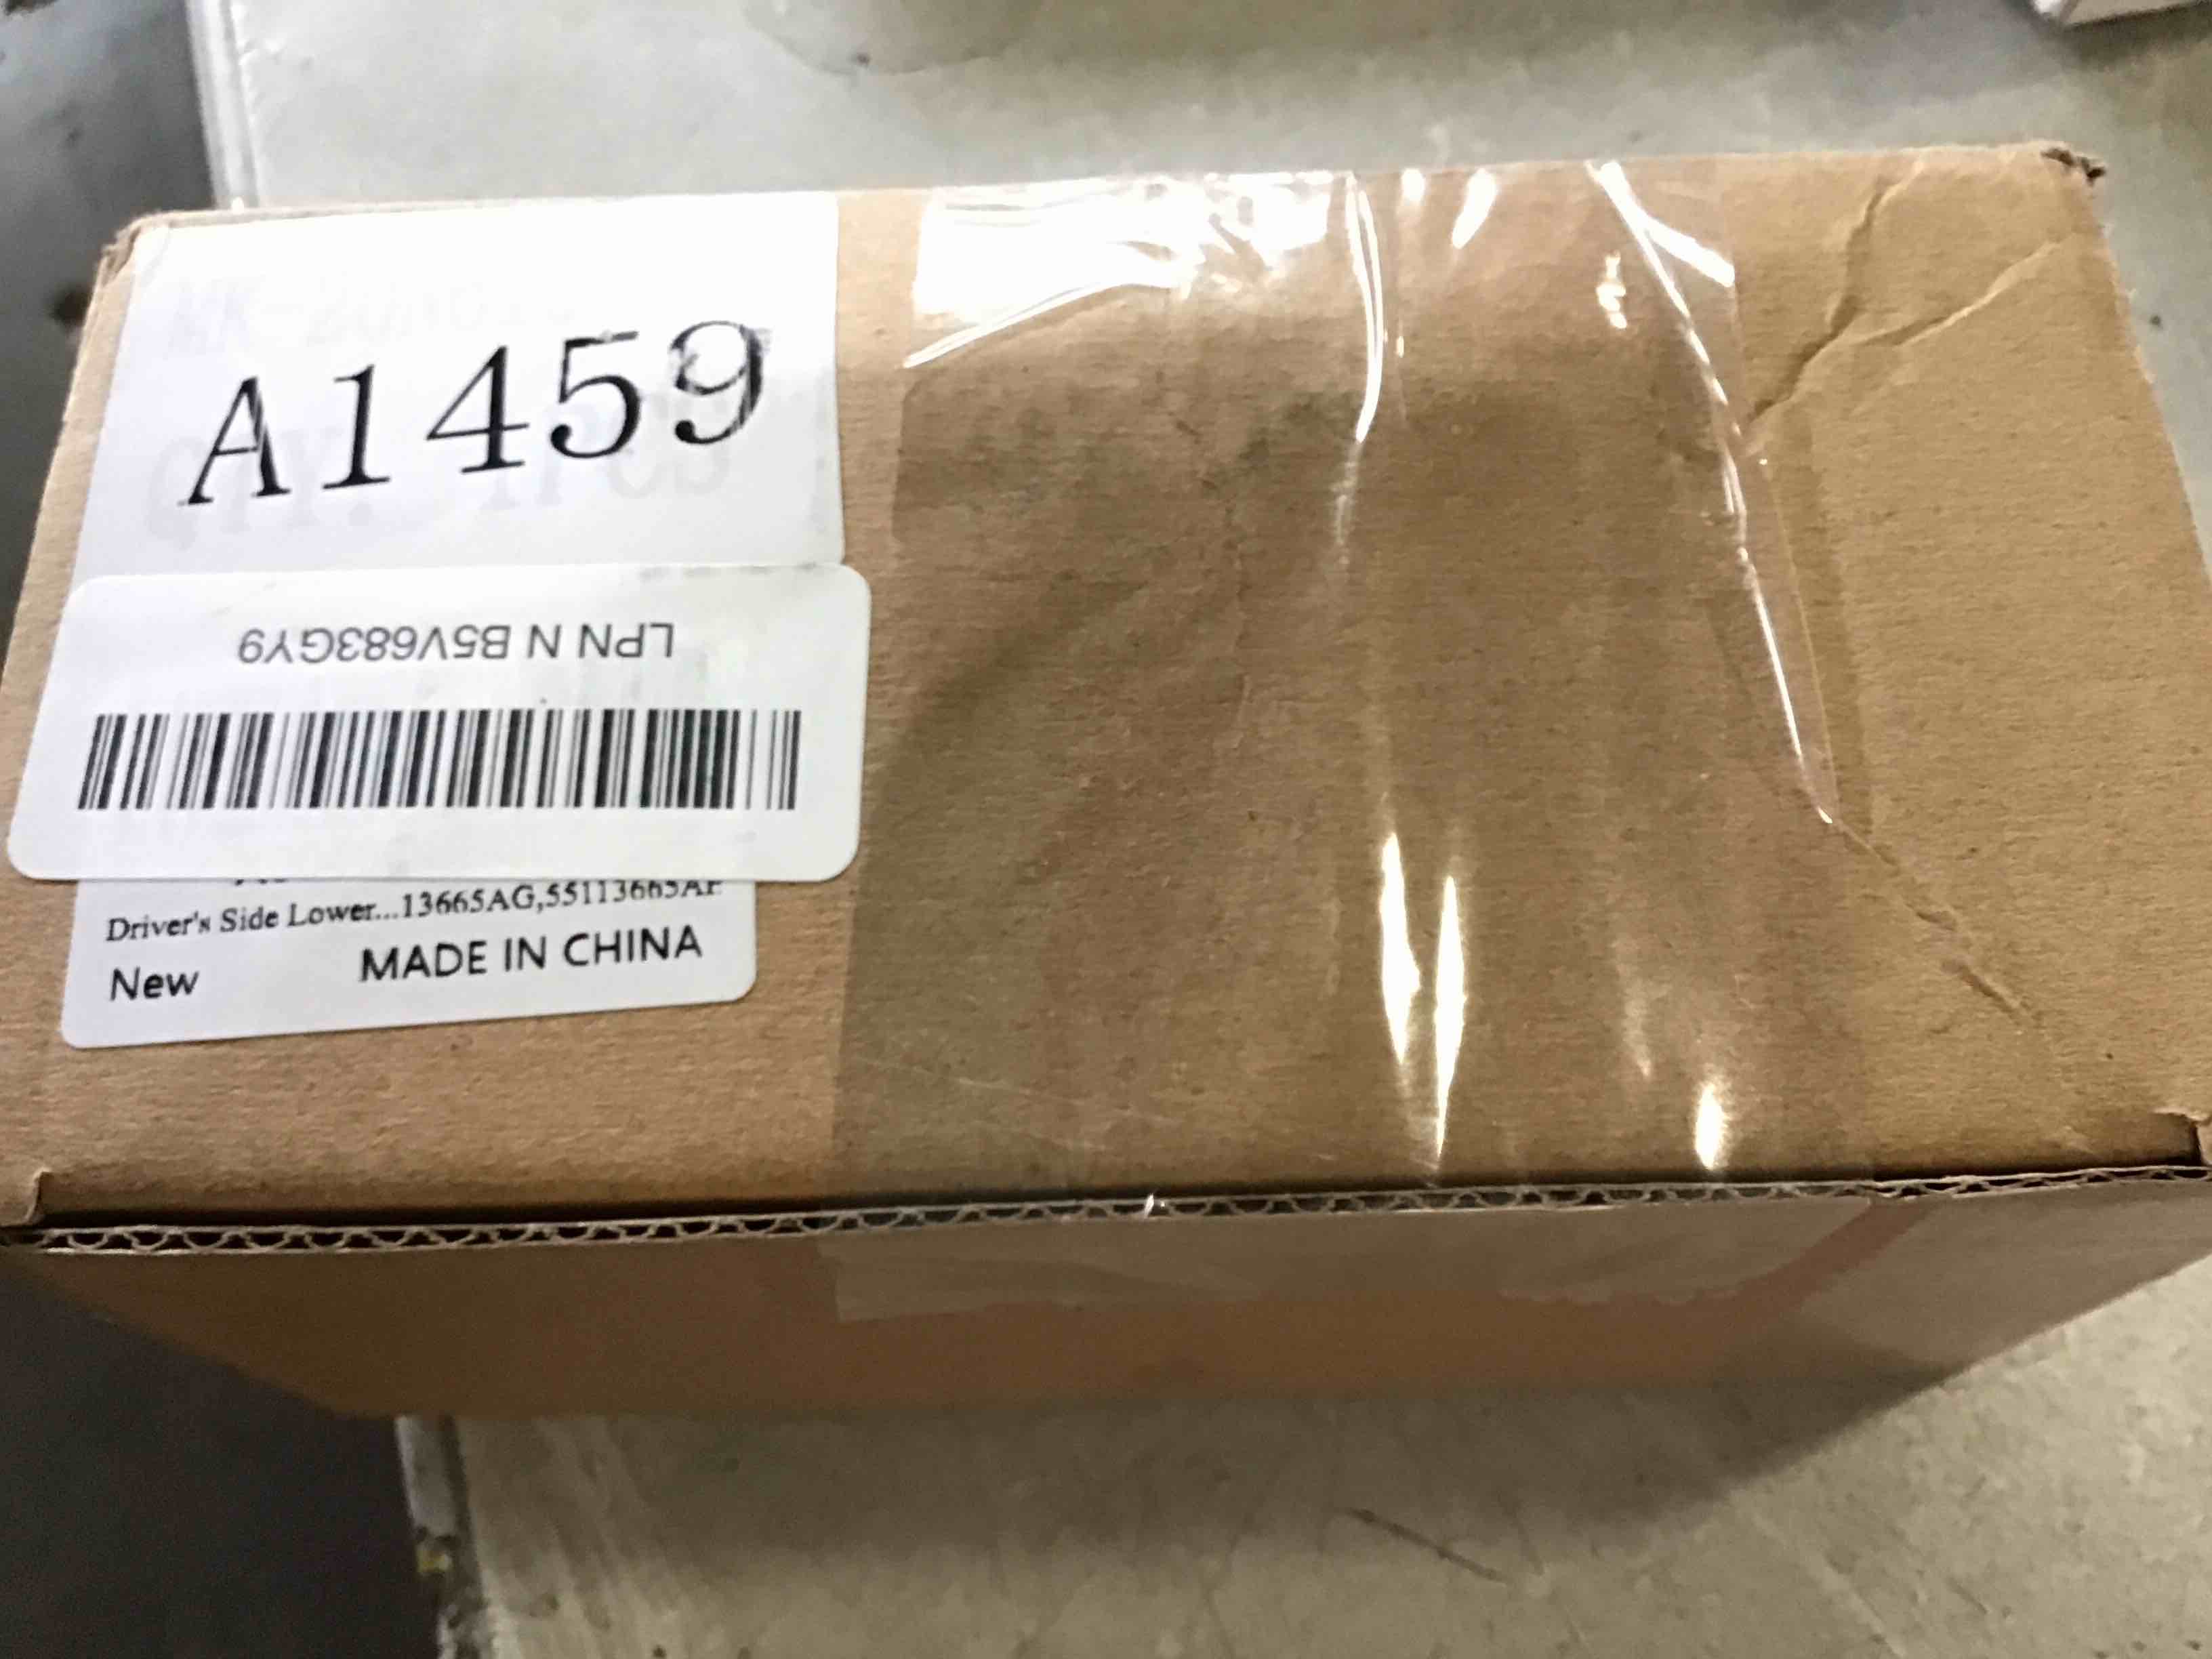 A1459
LPN N B5V683GY9
Driver's Side Lower...13665AG,55113665AF
New
MADE IN CHINA